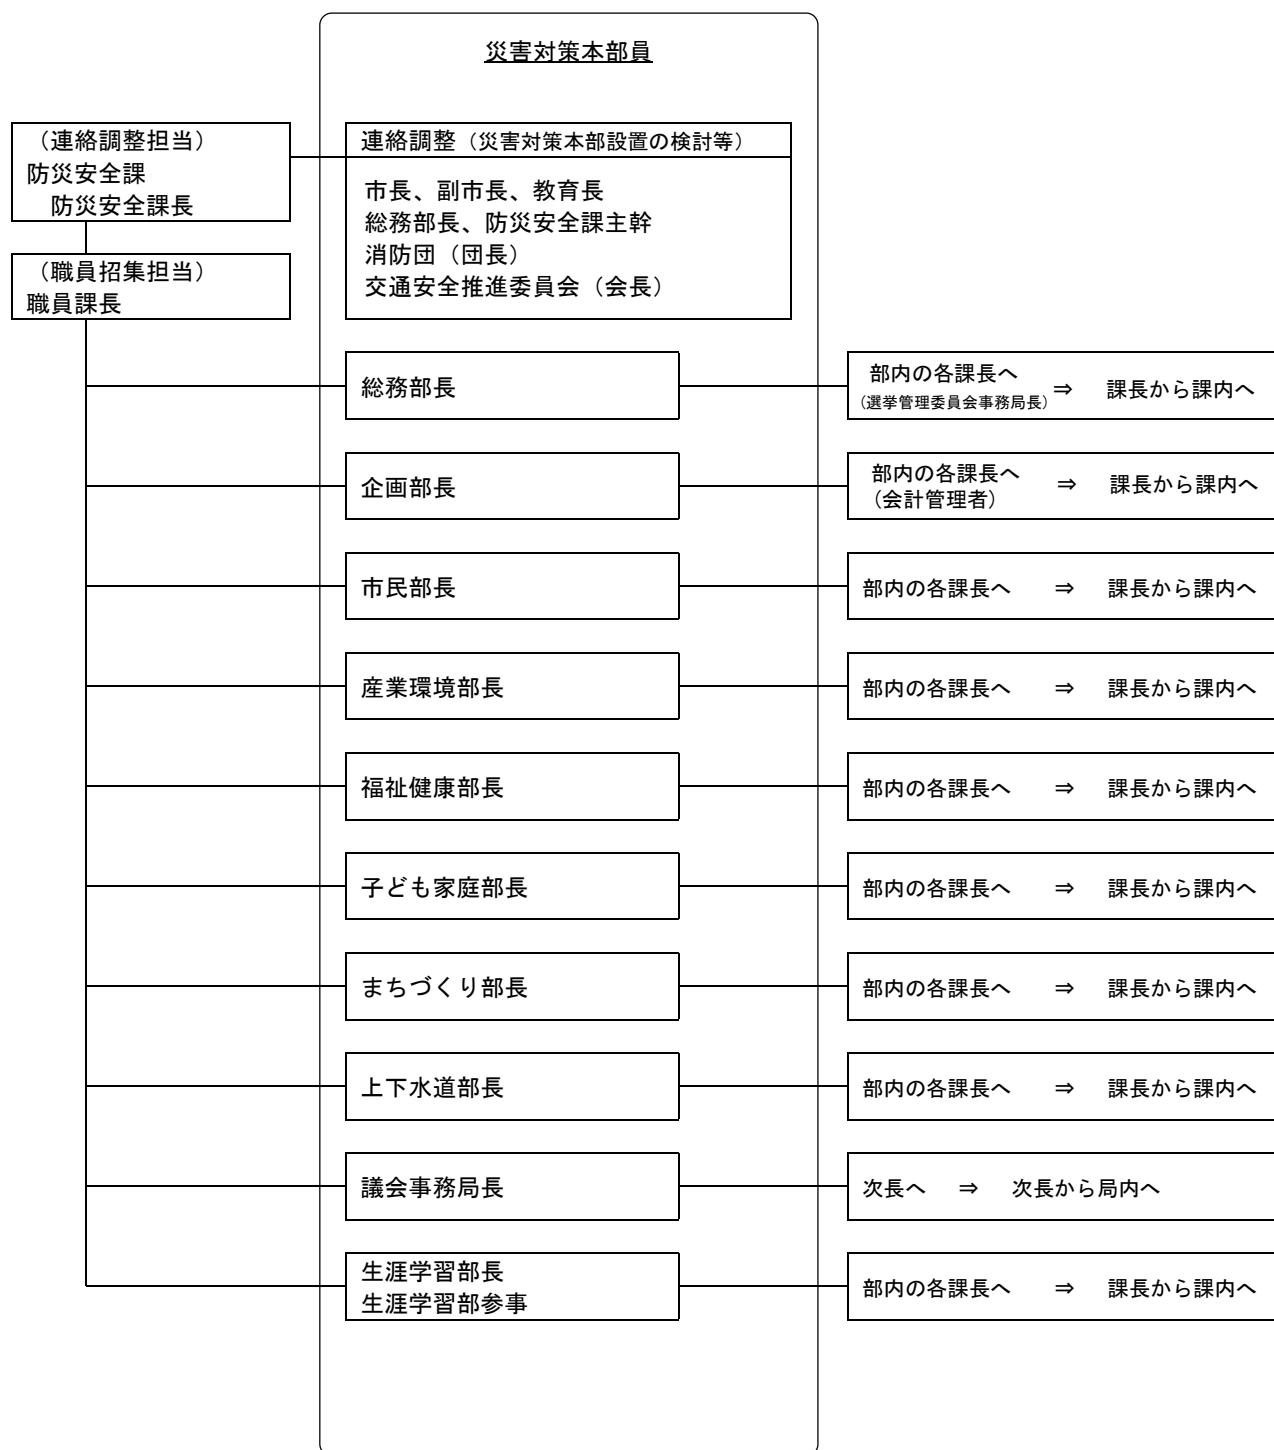 災害対策本部員
（連絡調整担当）
防災安全課
防災安全課長
連絡調整（災害対策本部設置の検討等）
市長、副市長、教育長
総務部長、防災安全課主幹
消防団（団長）
交通安全推進委員会（会長）
（職員招集担当）
職員課長
総務部長
部内の各課長へ
（選挙管理委員会事務局長）
⇒ 課長から課内へ
企画部長
部内の各課長へ
（会計管理者）
⇒ 課長から課内へ
市民部長
部内の各課長へ ⇒ 課長から課内へ
産業環境部長
部内の各課長へ ⇒ 課長から課内へ
福祉健康部長
部内の各課長へ ⇒ 課長から課内へ
子ども家庭部長
部内の各課長へ ⇒ 課長から課内へ
まちづくり部長
部内の各課長へ ⇒ 課長から課内へ
上下水道部長
部内の各課長へ ⇒ 課長から課内へ
議会事務局長
次長へ ⇒ 次長から局内へ
生涯学習部長
生涯学習部参事
部内の各課長へ ⇒ 課長から課内へ